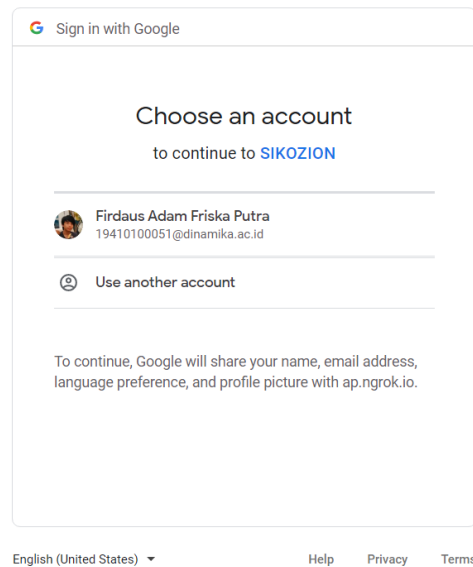 Sign in with Google
Choose an account
to continue to SIKOZION
Firdaus Adam Friska Putra
19410100051@dinamika.ac.id
Use another account
To continue, Google will share your name, email address,
language preference, and profile picture with ap.ngrok.io.
English (United States) Help Privacy Terms